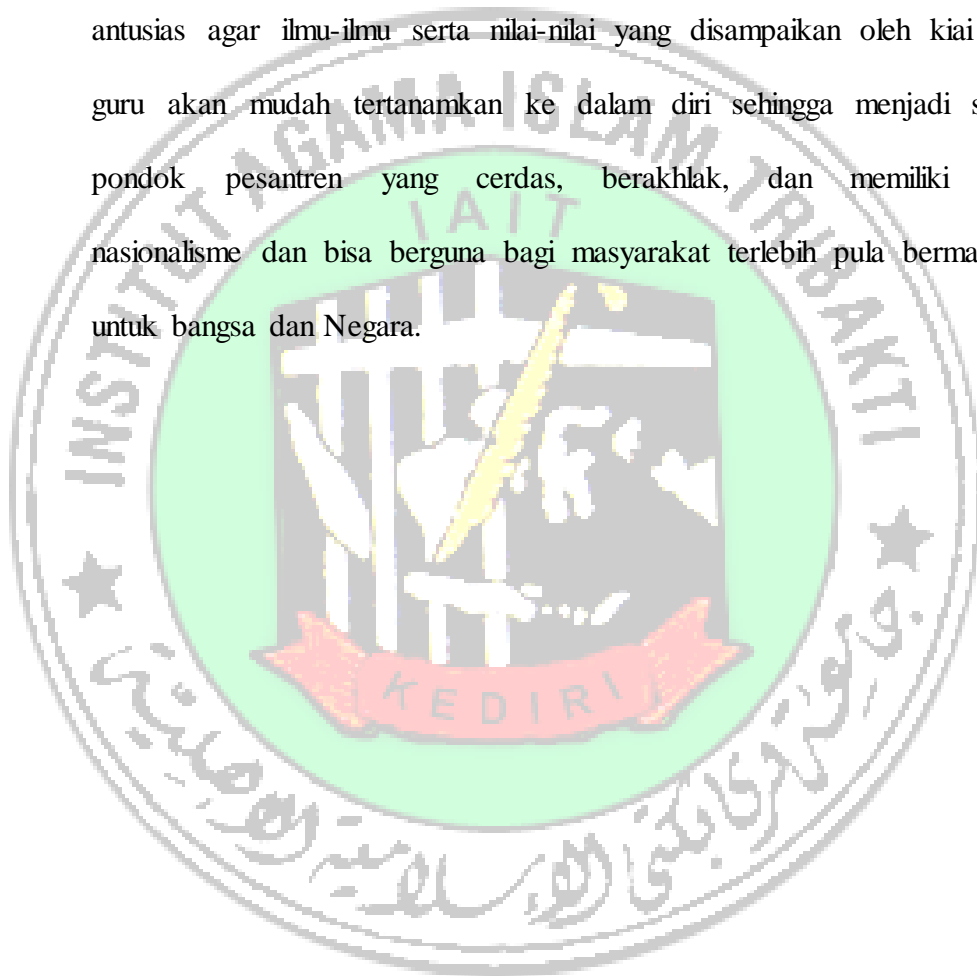 antusias agar ilmu-ilmu serta nilai-nilai yang disampaikan oleh kiai
guru akan mudah tertanamkan ke dalam diri sehingga menjadi s
pondok pesantren yang cerdas, berakhlak, dan memiliki
nasionalisme dan bisa berguna bagi masyarakat terlebih pula berma
untuk bangsa dan Negara.
INSTITUT AGAMA ISLAM TRIBAKTI
IAIT
KEDIRI